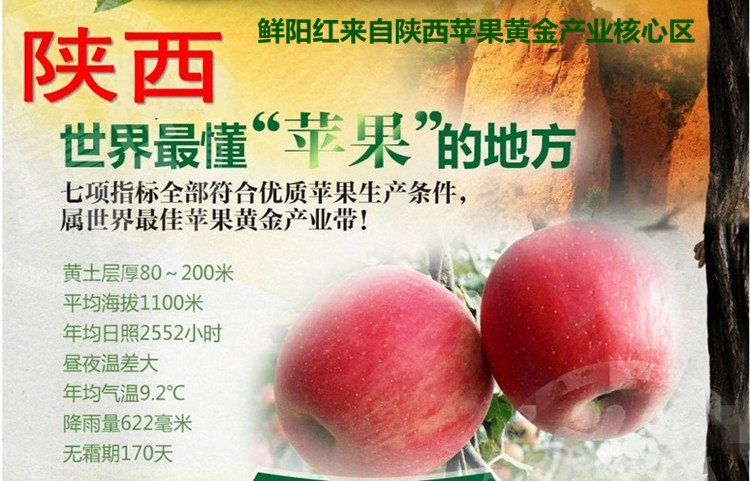 鲜阳红来自陕西苹果黄金产业核心区
陕西
世界最懂“苹果”的地方
七项指标全部符合优质苹果生产条件，
属世界最佳苹果黄金产业带！
黄土层厚80～200米
平均海拔1100米
年均日照2552小时
昼夜温差大
年均气温9.2℃
降雨量622毫米
无霜期170天